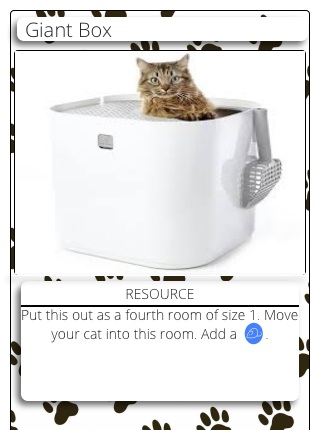 Giant Box
RESOURCE
Put this out as a fourth room of size 1. Move
your cat into this room. Add a .